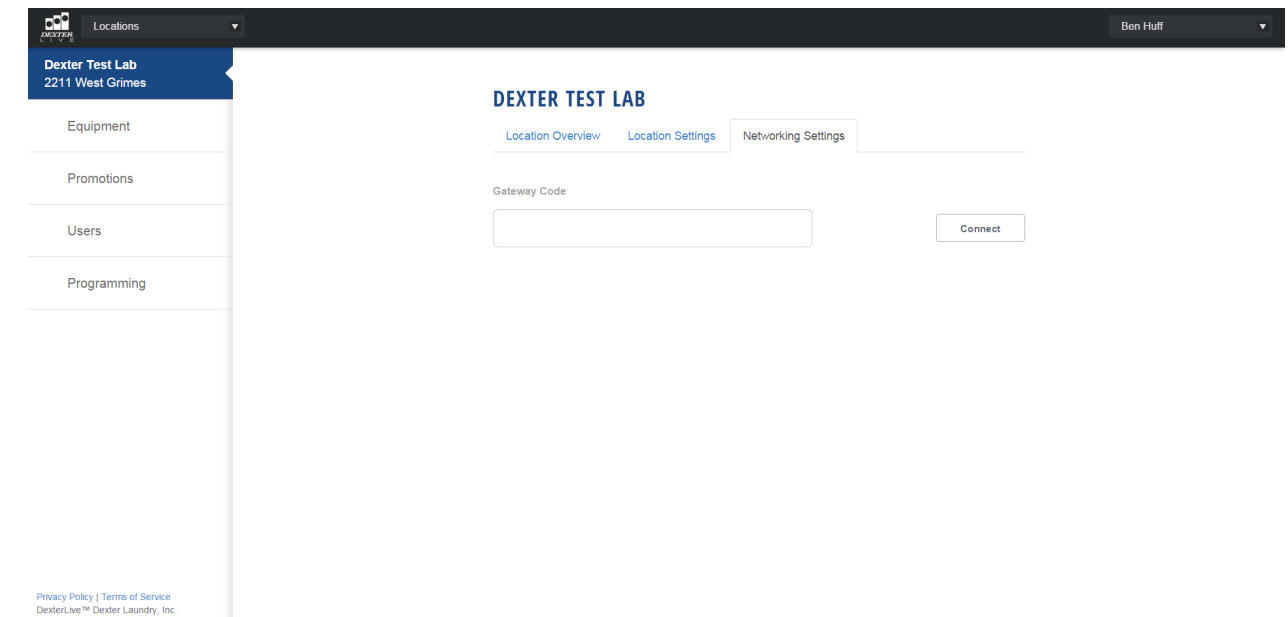 DEXTER
LIVE
Locations
Ben Huff
Dexter Test Lab
2211 West Grimes
Equipment
Promotions
Users
Programming
DEXTER TEST LAB
Location Overview Location Settings Networking Settings
Gateway Code
Connect
Privacy Policy | Terms of Service
DexterLive™ Dexter Laundry, Inc.